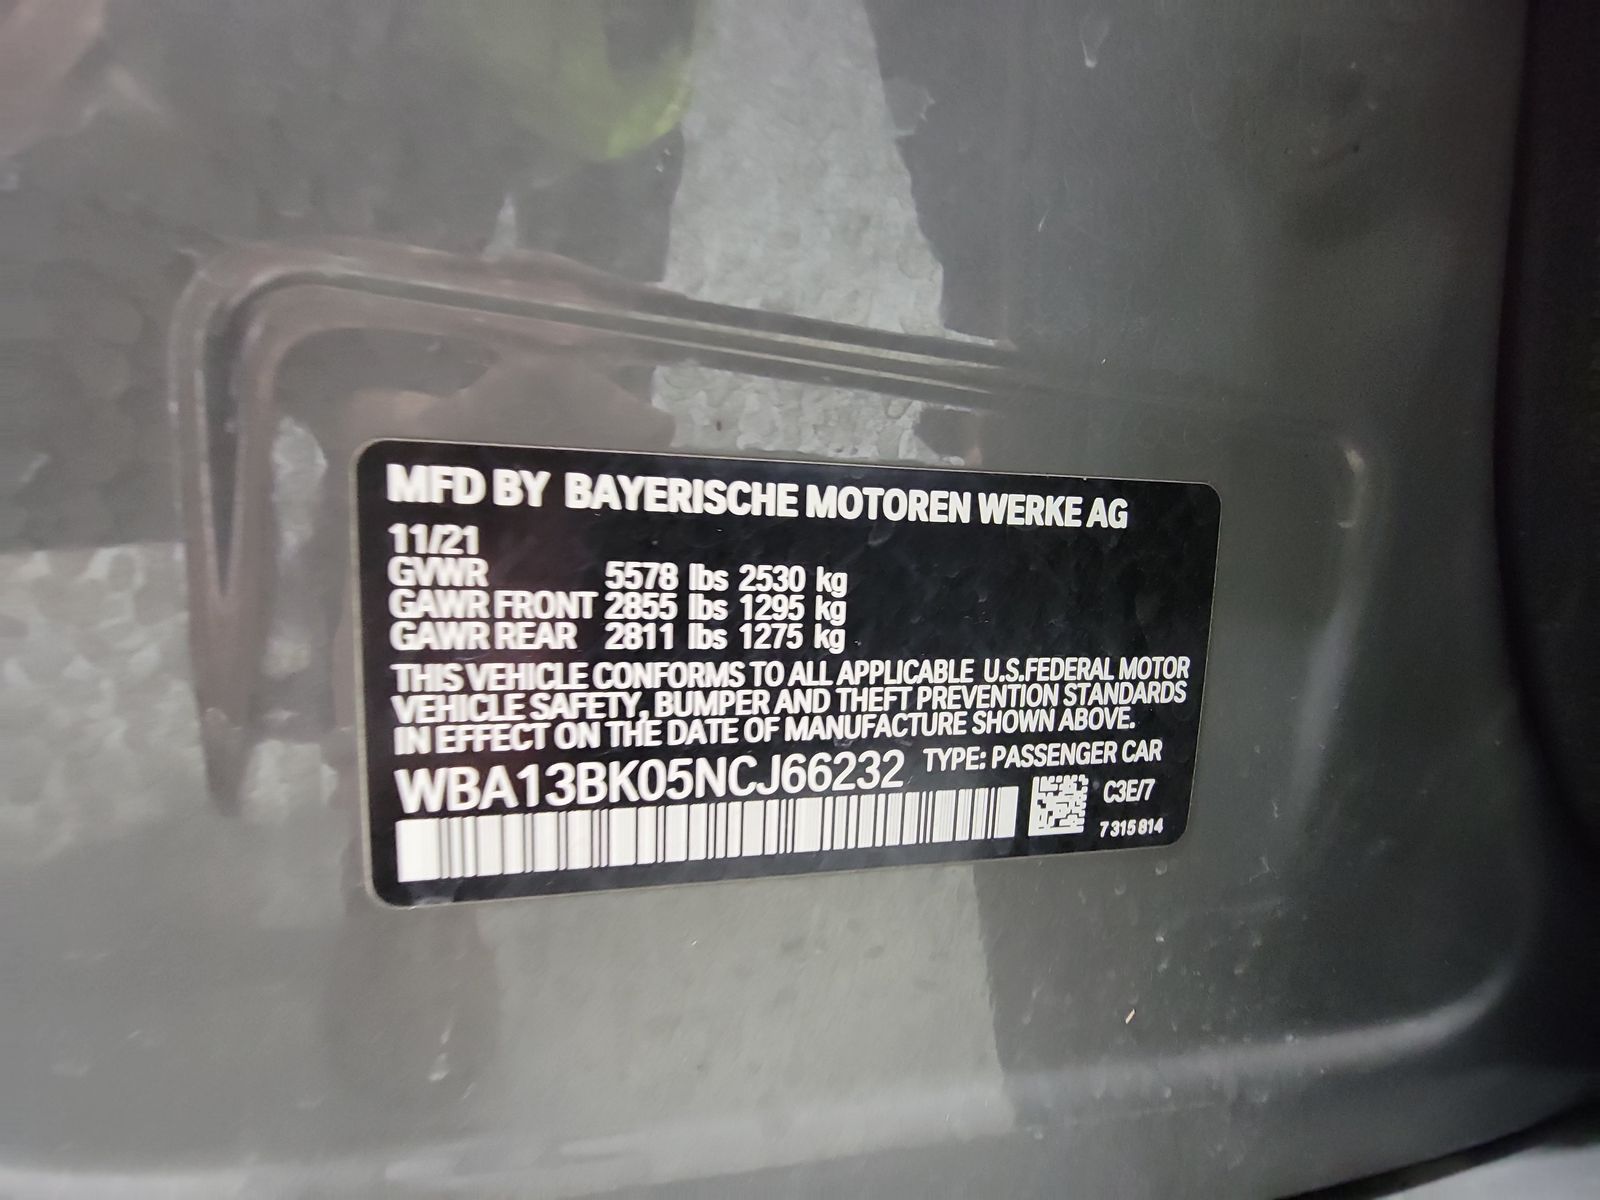 MFD BY BAYERISCHE MOTOREN WERKE AG
11/21
GVWR 5578 lbs 2530 kg
GAWR FRONT 2855 lbs 1295 kg
GAWR REAR 2811 lbs 1275 kg
THIS VEHICLE CONFORMS TO ALL APPLICABLE U.S.FEDERAL MOTOR
VEHICLE SAFETY, BUMPER AND THEFT PREVENTION STANDARDS
IN EFFECT ON THE DATE OF MANUFACTURE SHOWN ABOVE.
WBA13BK05NCJ66232 TYPE: PASSENGER CAR
C3E/7
7 315 814